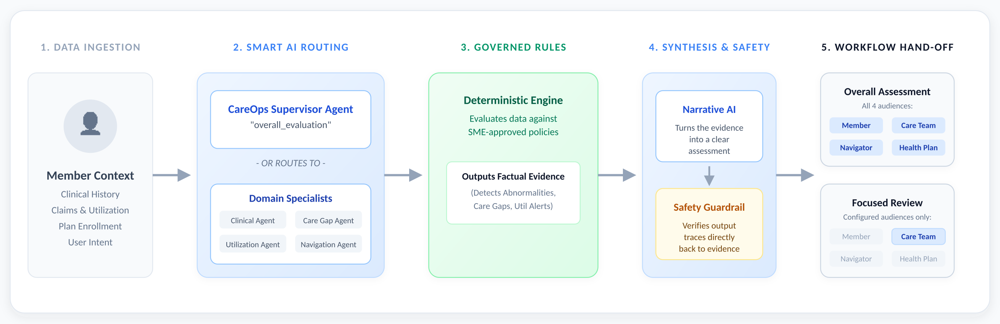 1. DATA INGESTION
Member Context
Clinical History
Claims & Utilization
Plan Enrollment
User Intent
2. SMART AI ROUTING
CareOps Supervisor Agent
"overall_evaluation"
- OR ROUTES TO -
Domain Specialists
Clinical Agent
Care Gap Agent
Utilization Agent
Navigation Agent
3. GOVERNED RULES
Deterministic Engine
Evaluates data against
SME-approved policies
Outputs Factual Evidence
(Detects Abnormalities,
Care Gaps, Util Alerts)
4. SYNTHESIS & SAFETY
Narrative AI
Turns the evidence
into a clear
assessment
Safety Guardrail
Verifies output
traces directly
back to evidence
5. WORKFLOW HAND-OFF
Overall Assessment
All 4 audiences:
Member
Care Team
Navigator
Health Plan
Focused Review
Configured audiences only:
Member
Care Team
Navigator
Health Plan